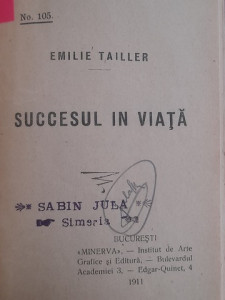 No. 105.
EMILIE TAILLER
SUCCESUL IN VIAŢĂ
SABIN JULA
Simeria
BUCUREŞTI
«MINERVA». — Institut de Arte
Grafice şi Editură, — Bulevardul
Academiei 3, — Edgar-Quinet, 4
1911